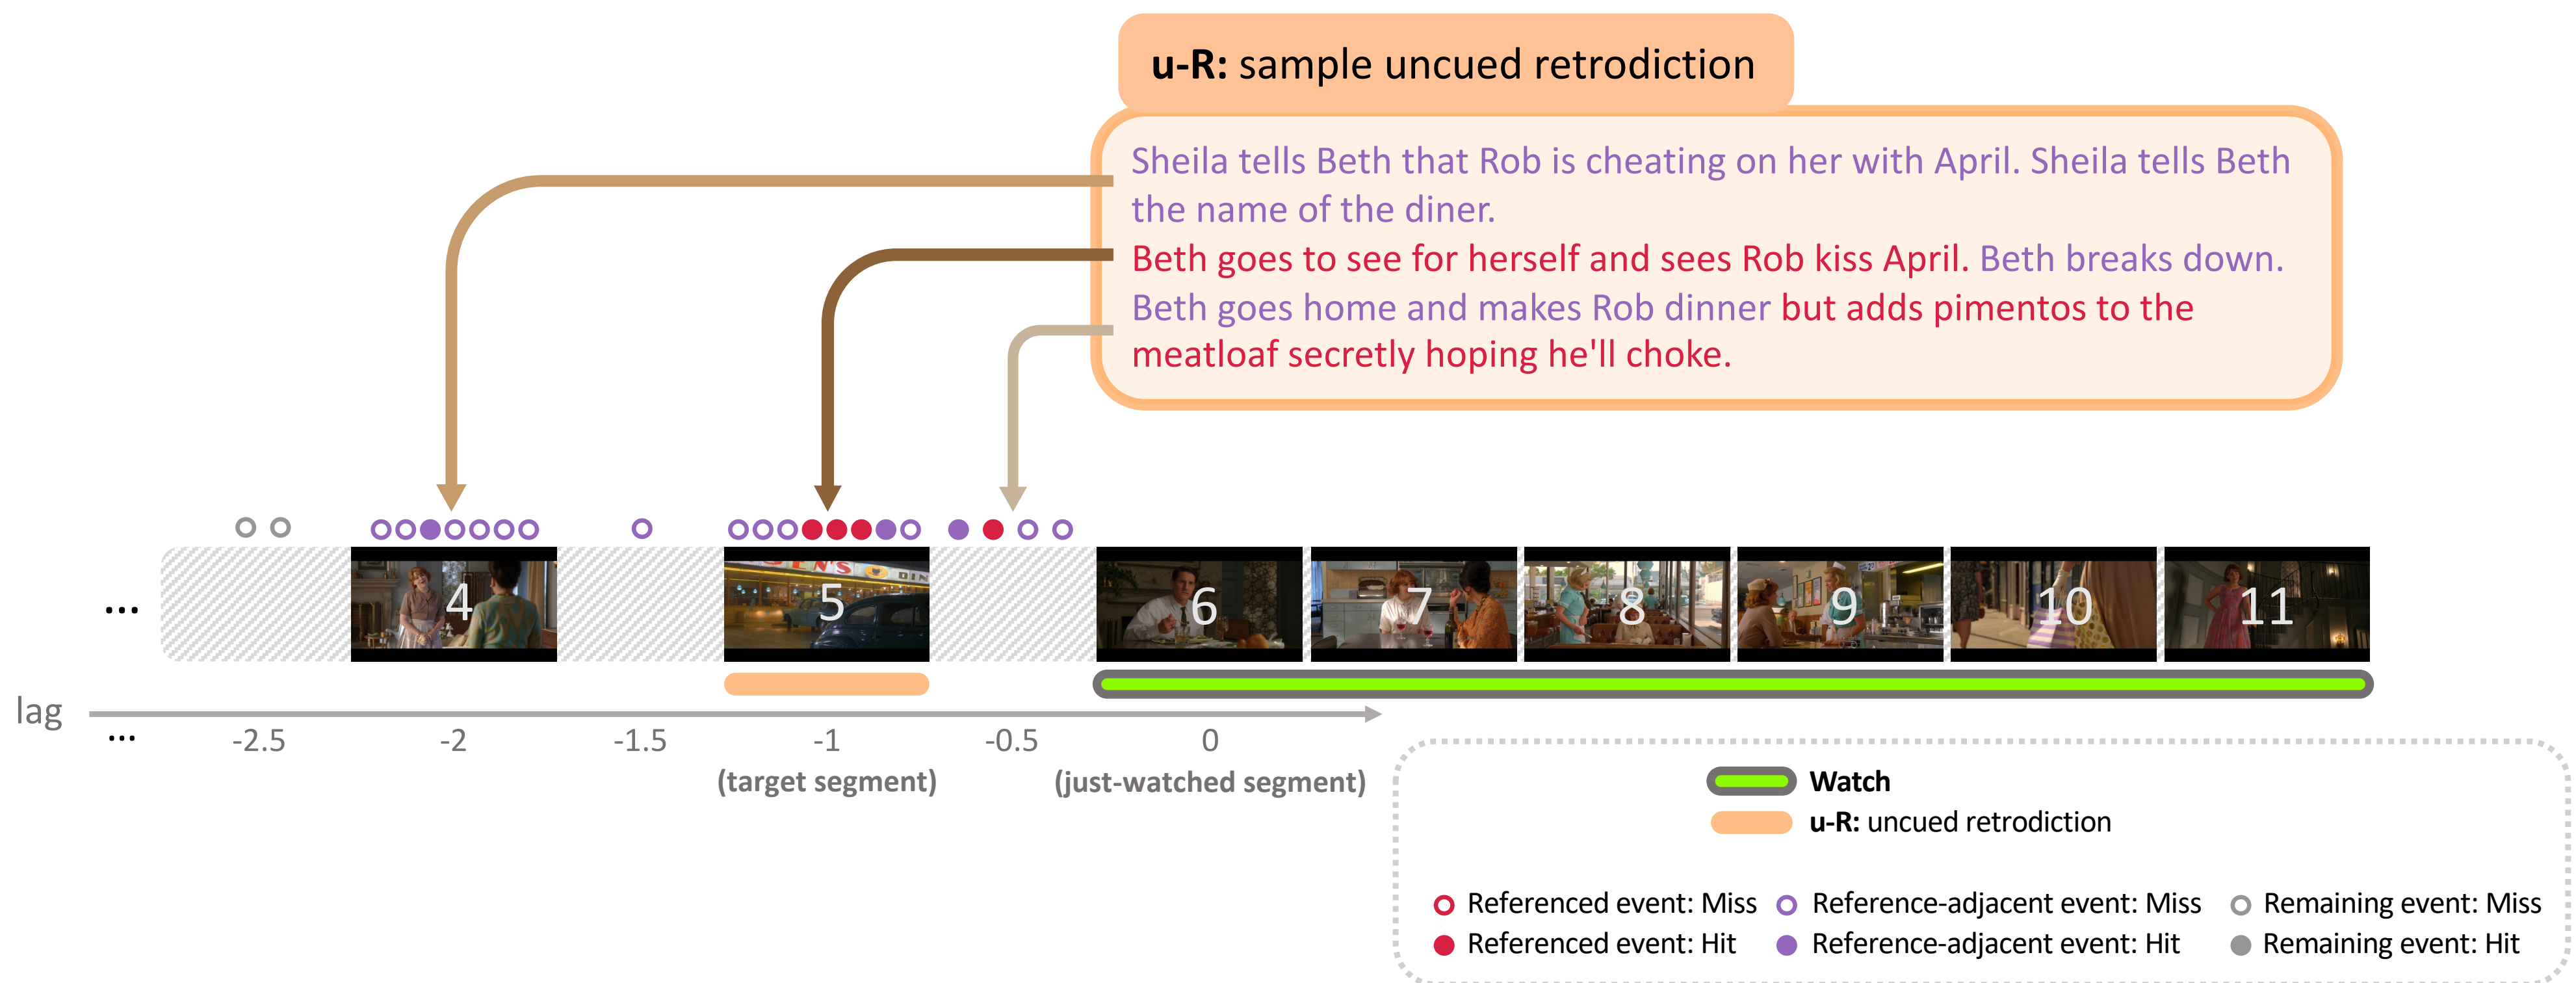 u-R: sample uncued retrodiction
Sheila tells Beth that Rob is cheating on her with April. Sheila tells Beth
the name of the diner.
Beth goes to see for herself and sees Rob kiss April. Beth breaks down.
Beth goes home and makes Rob dinner but adds pimentos to the
meatloaf secretly hoping he'll choke.
... 4 5 6 7 8 9 10 11
DIN
lag
... -2.5 -2 -1.5 -1 -0.5 0
(target segment) (just-watched segment)
Watch
u-R: uncued retrodiction
Referenced event: Miss Reference-adjacent event: Miss Remaining event: Miss
Referenced event: Hit Reference-adjacent event: Hit Remaining event: Hit